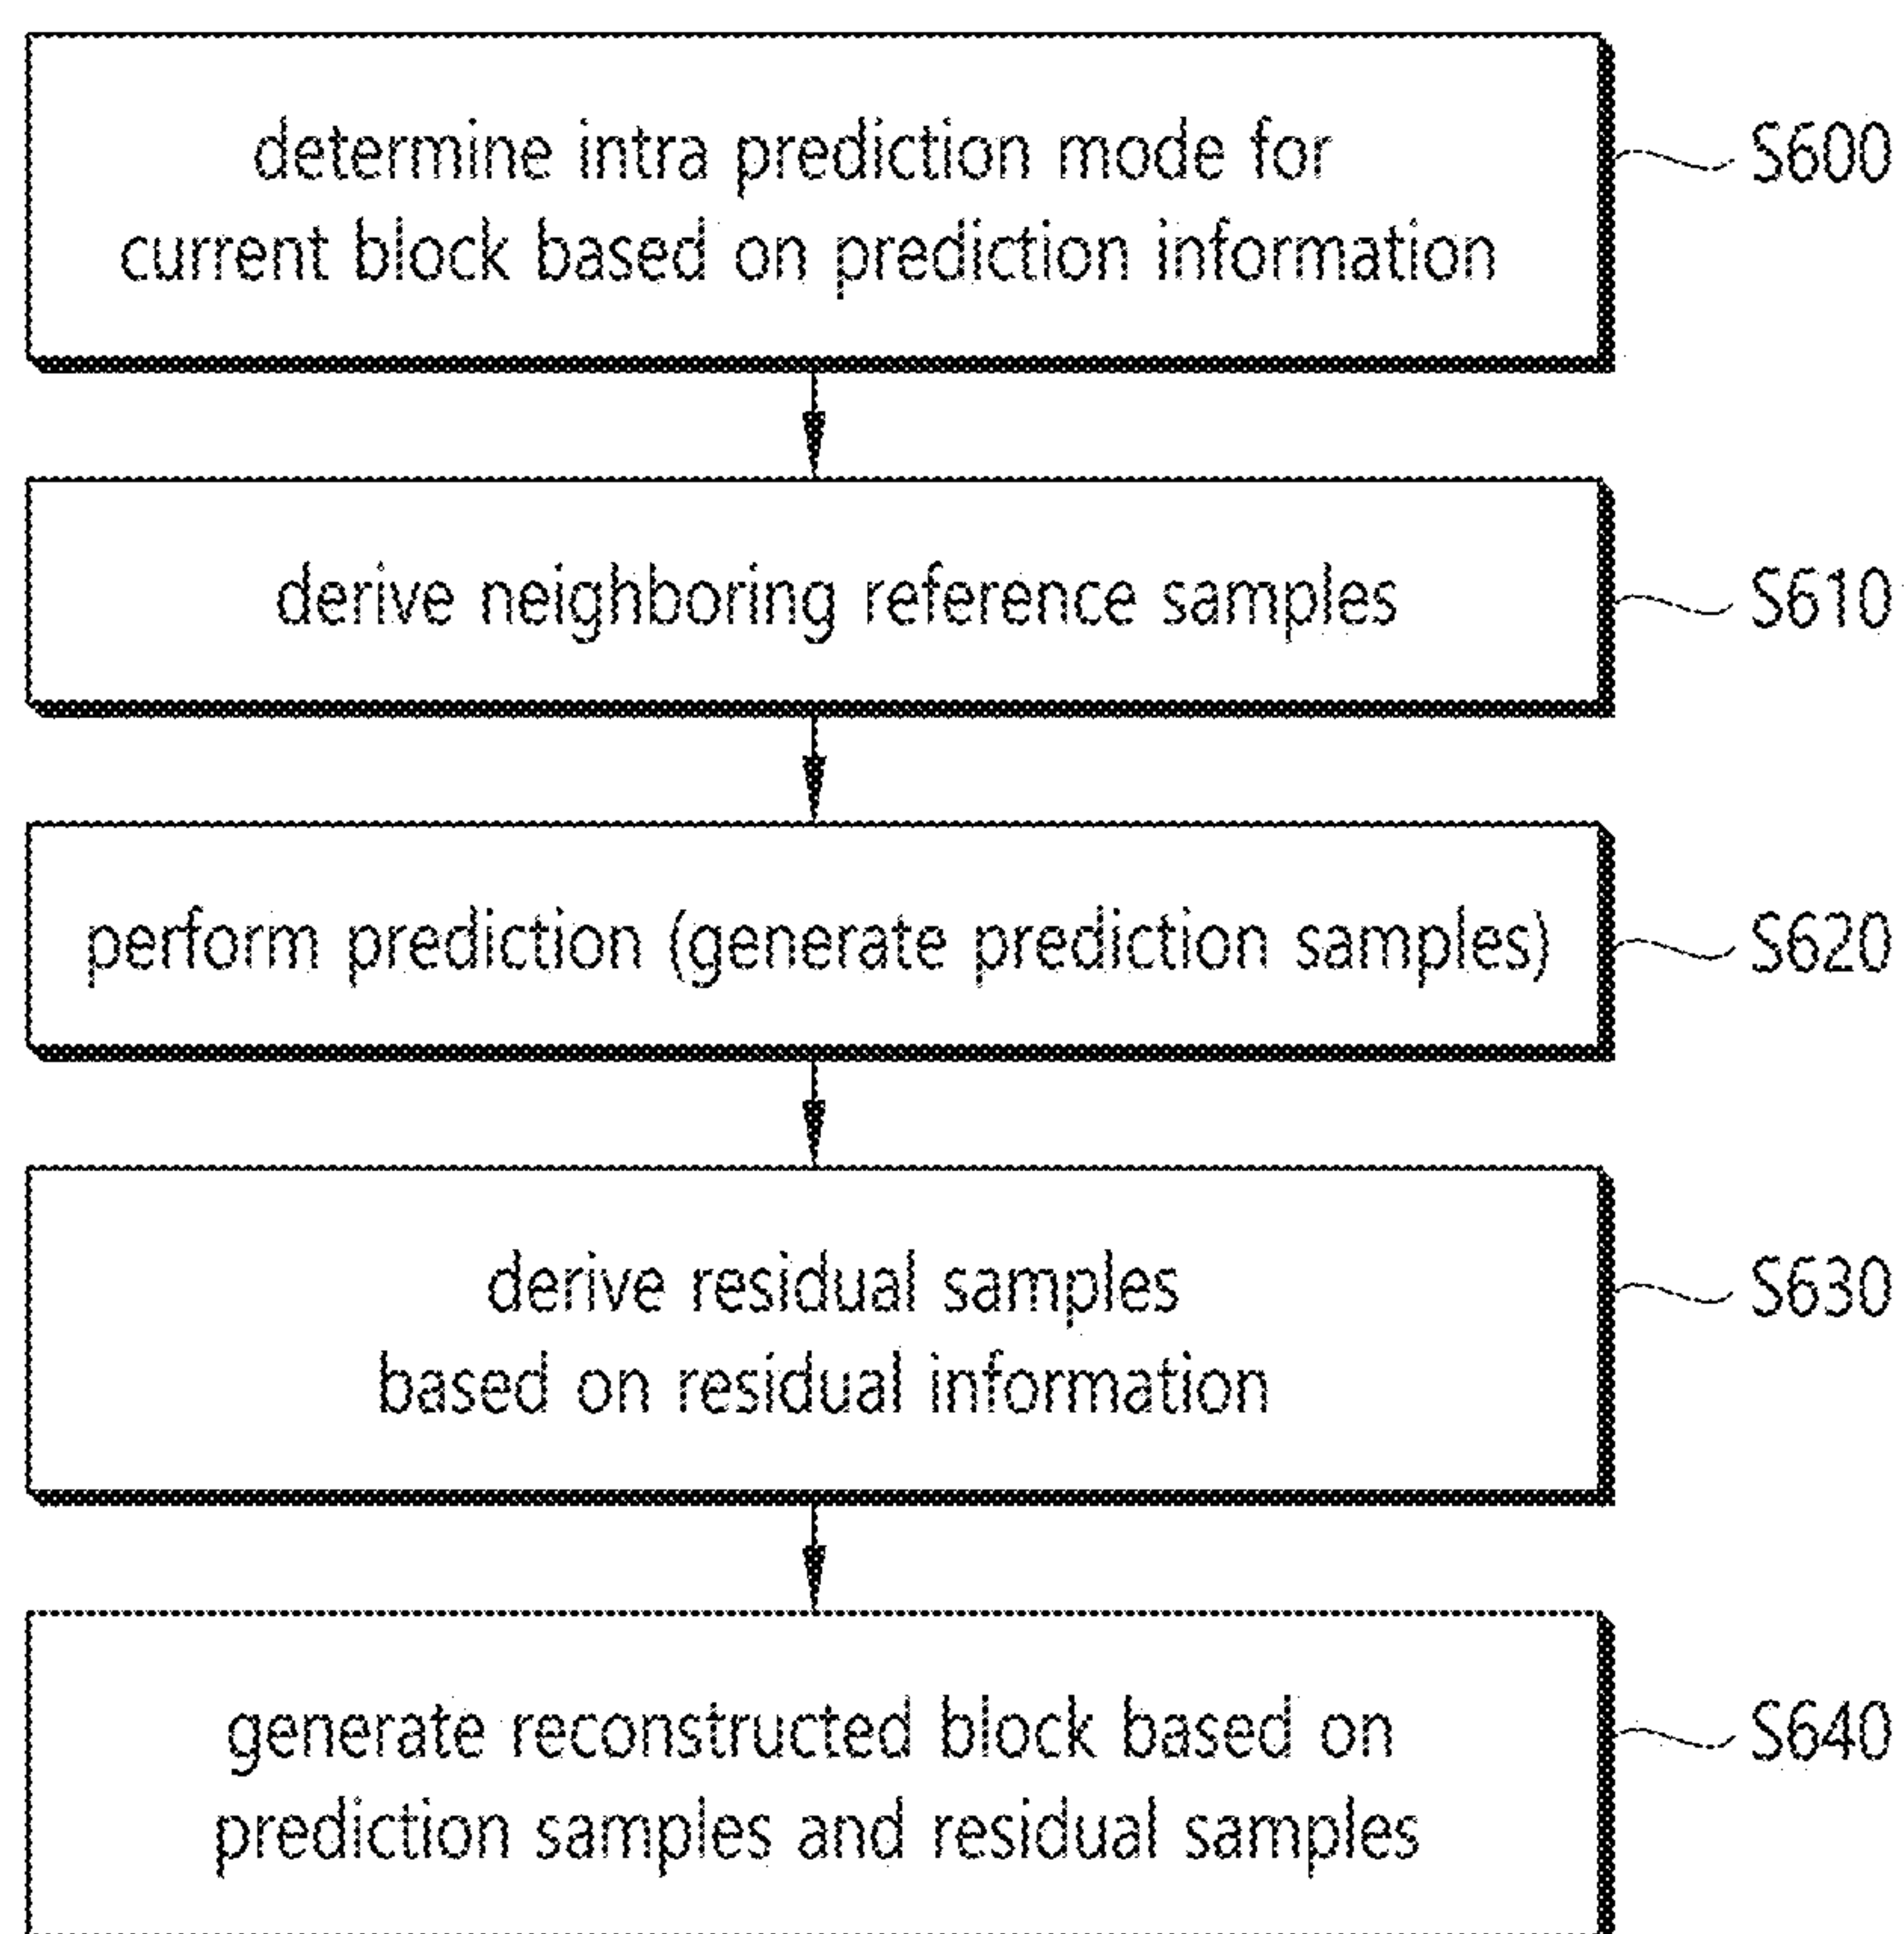 determine intra prediction mode for
current block based on prediction information
S600
derive neighboring reference samples
S610
perform prediction (generate prediction samples)
S620
derive residual samples
based on residual information
S630
generate reconstructed block based on
prediction samples and residual samples
S640